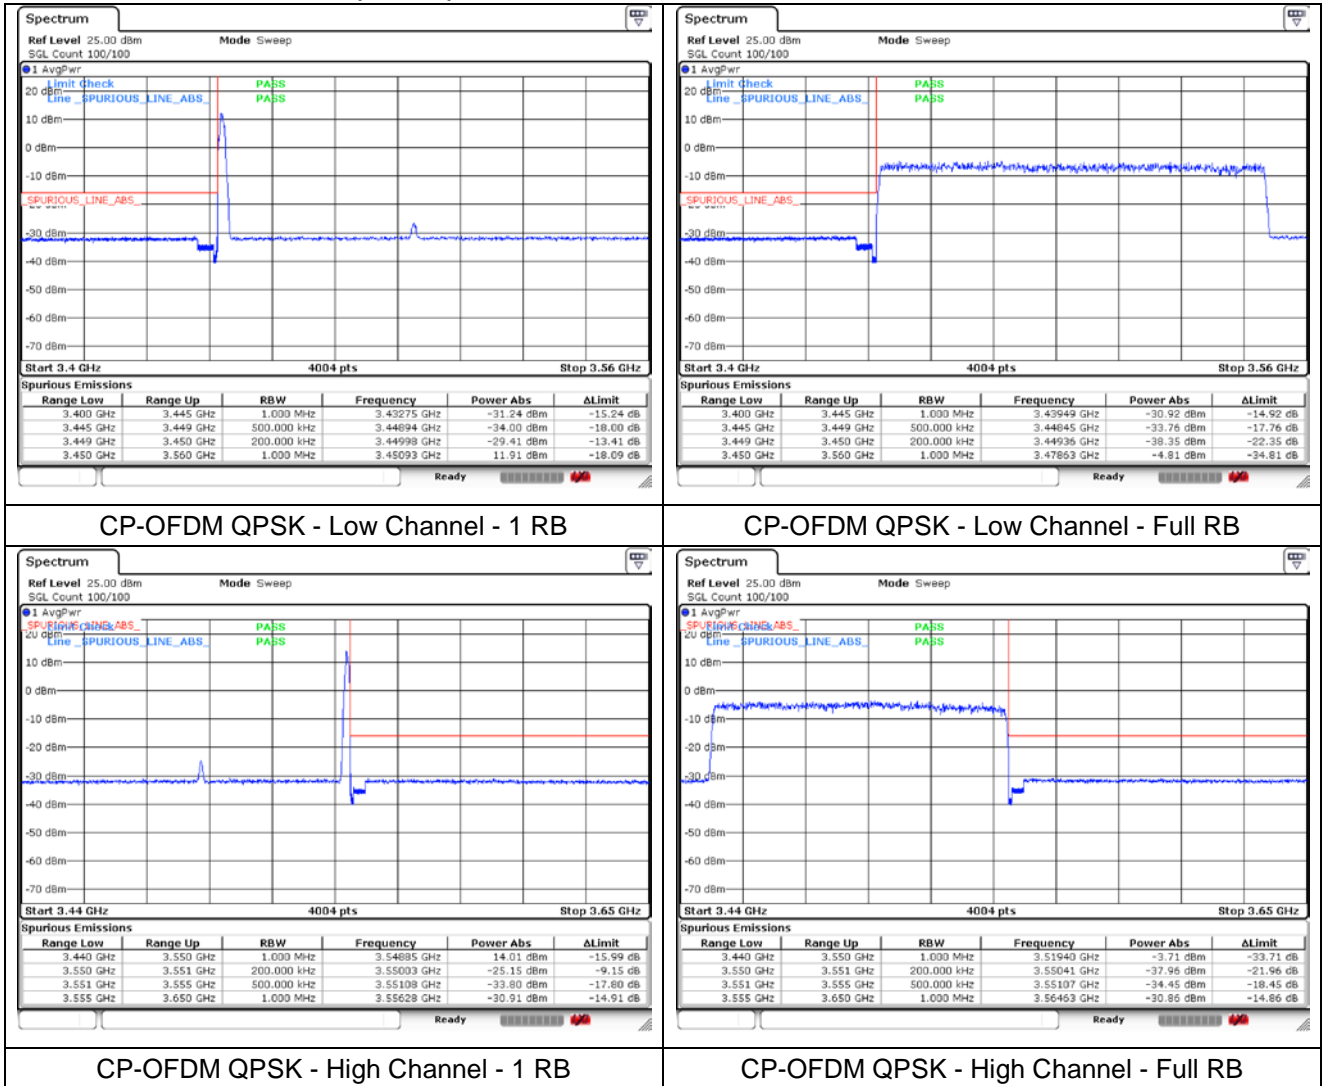 Spectrum
Ref Level 25.00 dBm Mode Sweep
SGL Count 100/100
1 AvgPwr
Limit Check PASS
Line _SPURIOUS_LINE_ABS_ PASS
20 dBm
10 dBm
0 dBm
-10 dBm
_SPURIOUS_LINE_ABS_
-30 dBm
-40 dBm
-50 dBm
-60 dBm
-70 dBm
Start 3.4 GHz 4004 pts Stop 3.56 GHz
Spurious Emissions
Range Low Range Up RBW Frequency Power Abs ΔLimit
3.400 GHz 3.445 GHz 1.000 MHz 3.43275 GHz -31.24 dBm -15.24 dB
3.445 GHz 3.449 GHz 500.000 kHz 3.44894 GHz -34.00 dBm -18.00 dB
3.449 GHz 3.450 GHz 200.000 kHz 3.44998 GHz -29.41 dBm -13.41 dB
3.450 GHz 3.560 GHz 1.000 MHz 3.45093 GHz 11.91 dBm -18.09 dB
Ready
CP-OFDM QPSK - Low Channel - 1 RB
Spectrum
Ref Level 25.00 dBm Mode Sweep
SGL Count 100/100
1 AvgPwr
Limit Check PASS
Line _SPURIOUS_LINE_ABS_ PASS
20 dBm
10 dBm
0 dBm
-10 dBm
_SPURIOUS_LINE_ABS_
-30 dBm
-40 dBm
-50 dBm
-60 dBm
-70 dBm
Start 3.4 GHz 4004 pts Stop 3.56 GHz
Spurious Emissions
Range Low Range Up RBW Frequency Power Abs ΔLimit
3.400 GHz 3.445 GHz 1.000 MHz 3.43949 GHz -30.92 dBm -14.92 dB
3.445 GHz 3.449 GHz 500.000 kHz 3.44845 GHz -33.76 dBm -17.76 dB
3.449 GHz 3.450 GHz 200.000 kHz 3.44936 GHz -38.35 dBm -22.35 dB
3.450 GHz 3.560 GHz 1.000 MHz 3.47863 GHz -4.81 dBm -34.81 dB
Ready
CP-OFDM QPSK - Low Channel - Full RB
Spectrum
Ref Level 25.00 dBm Mode Sweep
SGL Count 100/100
1 AvgPwr
_SPURIOUS_LINE_ABS_
Limit Check PASS
Line _SPURIOUS_LINE_ABS_ PASS
20 dBm
10 dBm
0 dBm
-10 dBm
-20 dBm
-30 dBm
-40 dBm
-50 dBm
-60 dBm
-70 dBm
Start 3.44 GHz 4004 pts Stop 3.65 GHz
Spurious Emissions
Range Low Range Up RBW Frequency Power Abs ΔLimit
3.440 GHz 3.550 GHz 1.000 MHz 3.54885 GHz 14.01 dBm -15.99 dB
3.550 GHz 3.551 GHz 200.000 kHz 3.55003 GHz -25.15 dBm -9.15 dB
3.551 GHz 3.555 GHz 500.000 kHz 3.55108 GHz -33.80 dBm -17.80 dB
3.555 GHz 3.650 GHz 1.000 MHz 3.55628 GHz -30.91 dBm -14.91 dB
Ready
CP-OFDM QPSK - High Channel - 1 RB
Spectrum
Ref Level 25.00 dBm Mode Sweep
SGL Count 100/100
1 AvgPwr
_SPURIOUS_LINE_ABS_
Limit Check PASS
Line _SPURIOUS_LINE_ABS_ PASS
20 dBm
10 dBm
0 dBm
-10 dBm
-20 dBm
-30 dBm
-40 dBm
-50 dBm
-60 dBm
-70 dBm
Start 3.44 GHz 4004 pts Stop 3.65 GHz
Spurious Emissions
Range Low Range Up RBW Frequency Power Abs ΔLimit
3.440 GHz 3.550 GHz 1.000 MHz 3.51940 GHz -3.71 dBm -33.71 dB
3.550 GHz 3.551 GHz 200.000 kHz 3.55041 GHz -37.96 dBm -21.96 dB
3.551 GHz 3.555 GHz 500.000 kHz 3.55107 GHz -34.45 dBm -18.45 dB
3.555 GHz 3.650 GHz 1.000 MHz 3.56463 GHz -30.86 dBm -14.86 dB
Ready
CP-OFDM QPSK - High Channel - Full RB